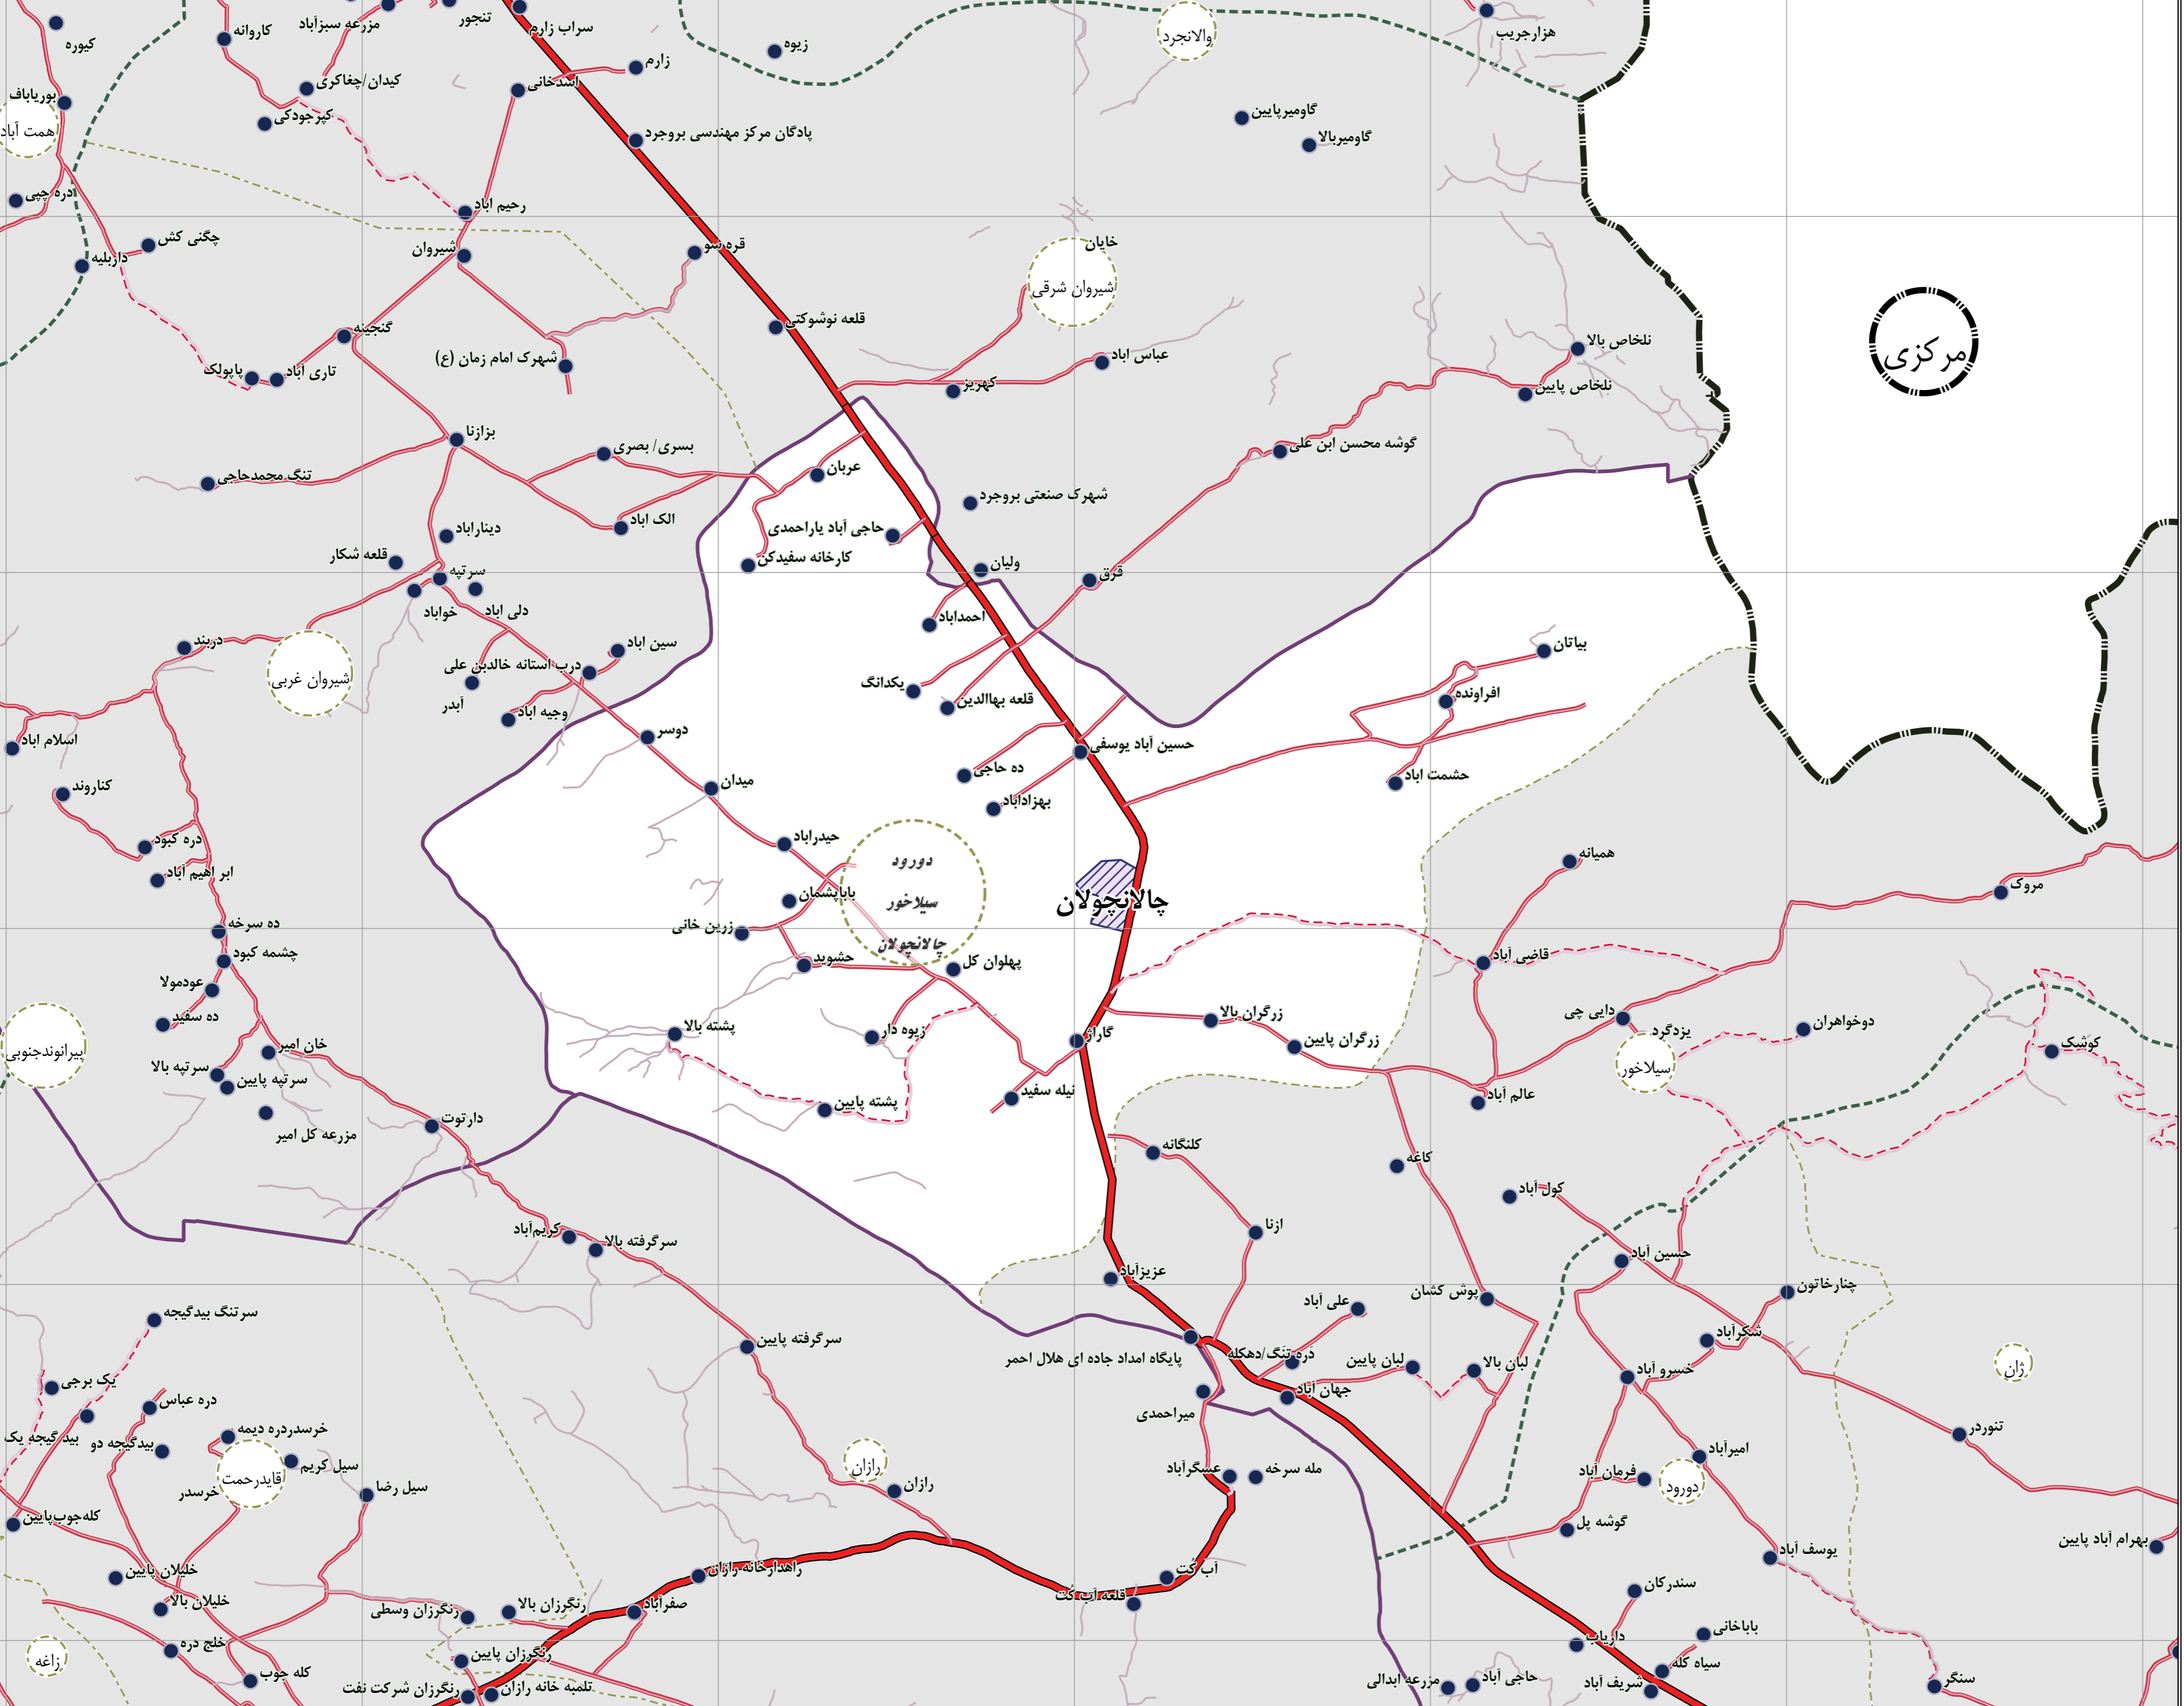 کیوره
کاروانه
مزرعه سبزآباد
تنجور
سراب زارم
زارم
زیوه
والانجرد
هزارجریب
بوریاباف
همت آباد
کیدان/چغاکری
کپرجودکی
اسدخانی
پادگان مرکز مهندسی بروجرد
گاومیرپایین
گاومیربالا
دره چپی
رحیم اباد
چگنی کش
داربلیه
شیروان
قره سو
خایان
شیروان شرقی
قلعه نوشوکتی
گنجینه
پاپولک
تاری آباد
شهرک امام زمان (ع)
عباس اباد
کهریز
نلخاص بالا
نلخاص پایین
مرکزی
بزازنا
بسری/ بصری
عربان
گوشه محسن ابن علی
تنگ محمدحاجی
الک اباد
شهرک صنعتی بروجرد
دیناراباد
حاجی آباد یاراحمدی
قلعه شکار
کارخانه سفیدکن
سرتپه
ولیان
قرق
خواباد
دلی اباد
احمداباد
دربند
شیروان غربی
سین اباد
درب استانه خالدبن علی
آبدر
وجیه اباد
یکدانگ
قلعه بهاالدین
بیاتان
افراونده
اسلام اباد
دوسر
حسین آباد یوسفی
ده حاجی
حشمت اباد
کناروند
میدان
بهزاداباد
دره کبود
حیدراباد
ابر اهیم آباد
دورود
سیلاخور
چالانچولان
باباپشمان
چالانچولان
همیانه
مروک
ده سرخه
زرین خانی
چشمه کبود
حشوید
پهلوان کل
قاضی آباد
عودمولا
ده سفید
پشته بالا
زیوه دار
گاراژ
زرگران بالا
زرگران پایین
دایی چی
یزدگرد
سیلاخور
دوخواهران
کوشک
بیرانوندجنوبی
خان امیر
سرتپه بالا
سرتپه پایین
مزرعه کل امیر
دارتوت
پشته پایین
نیله سفید
عالم آباد
کلنگانه
کاغه
کول آباد
ازنا
کریم‌آباد
سرگرفته بالا
عزیزآباد
حسین آباد
علی آباد
پوش کشان
چنارخاتون
سرتنگ بیدگیجه
سرگرفته پایین
پایگاه امداد جاده ای هلال احمر
دره تنگ/دهکله
لبان پایین
لبان بالا
شکرآباد
خسرو آباد
ژان
یک برجی
دره عباس
جهان آباد
میراحمدی
بید گیجه یک
بیدگیجه دو
خرسدردره دیمه
سیل کریم
قایدرحمت
خرسدر
سیل رضا
رازان
رازان
عسگرآباد
مله سرخه
فرمان آباد
امیرآباد
دورود
تنوردر
کله‌جوب‌پایین
گوشه پل
یوسف آباد
بهرام آباد پایین
خلیلان پایین
خلیلان بالا
راهدارخانه رازان
آب کت
قلعه آب کت
سندرکان
رنگرزان وسطی
رنگرزان بالا
صفرآباد
باباخانی
زاغه
خلج دره
داریاب
کله جوب
رنگرزان پایین
سیاه کله
رنگرزان شرکت نفت
تلمبه خانه رازان
مزرعه ابدالی
حاجی آباد
شریف آباد
سنگر